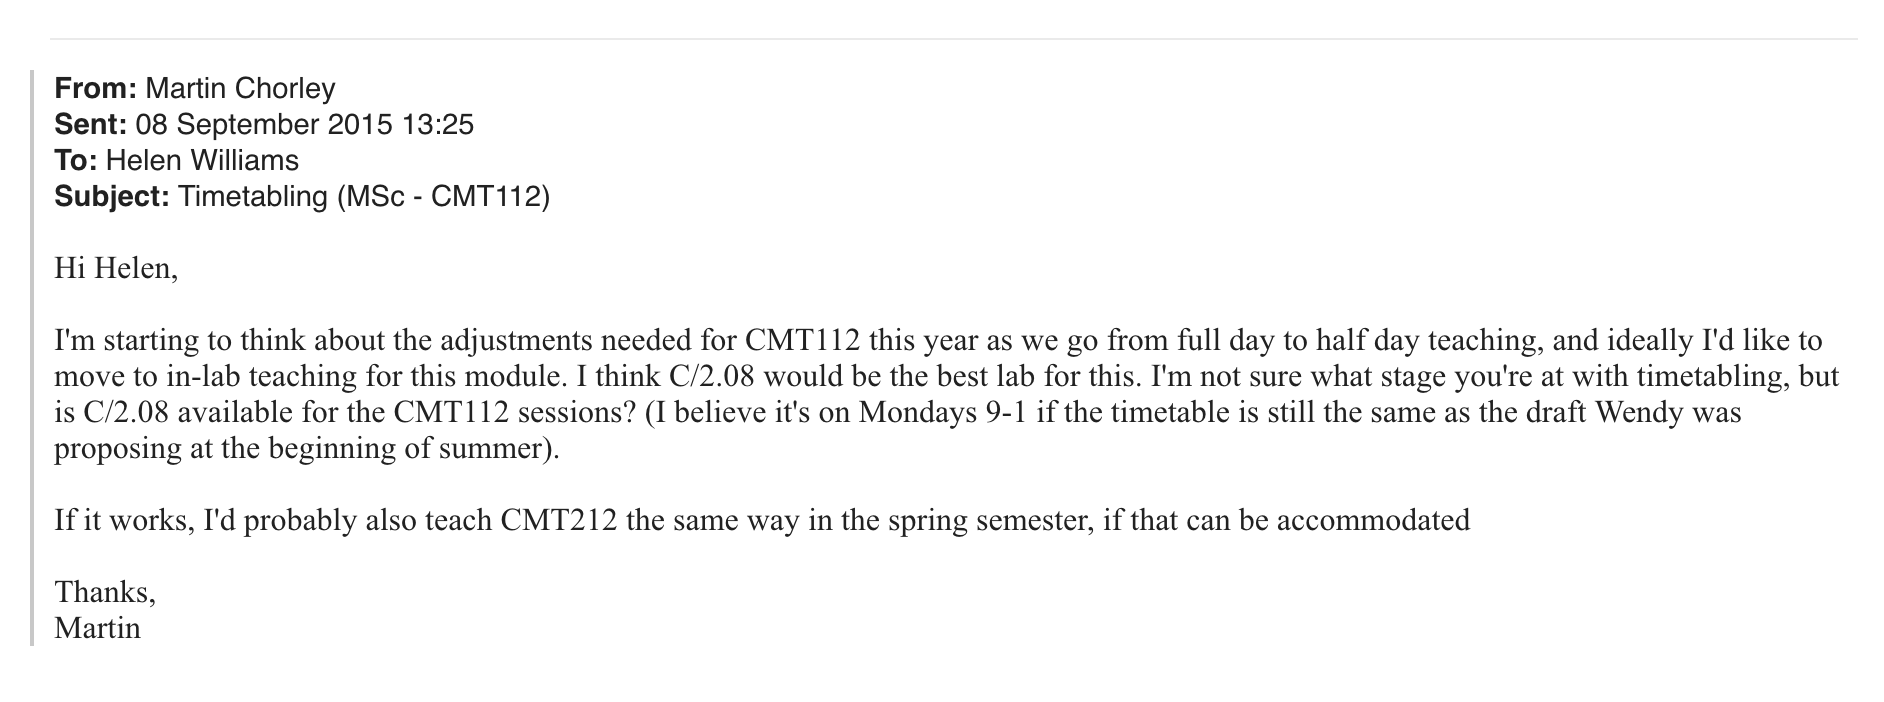 From: Martin Chorley
Sent: 08 September 2015 13:25
To: Helen Williams
Subject: Timetabling (MSc - CMT112)
Hi Helen,
I'm starting to think about the adjustments needed for CMT112 this year as we go from full day to half day teaching, and ideally I'd like to
move to in-lab teaching for this module. I think C/2.08 would be the best lab for this. I'm not sure what stage you're at with timetabling, but
is C/2.08 available for the CMT112 sessions? (I believe it's on Mondays 9-1 if the timetable is still the same as the draft Wendy was
proposing at the beginning of summer).
If it works, I'd probably also teach CMT212 the same way in the spring semester, if that can be accommodated
Thanks,
Martin